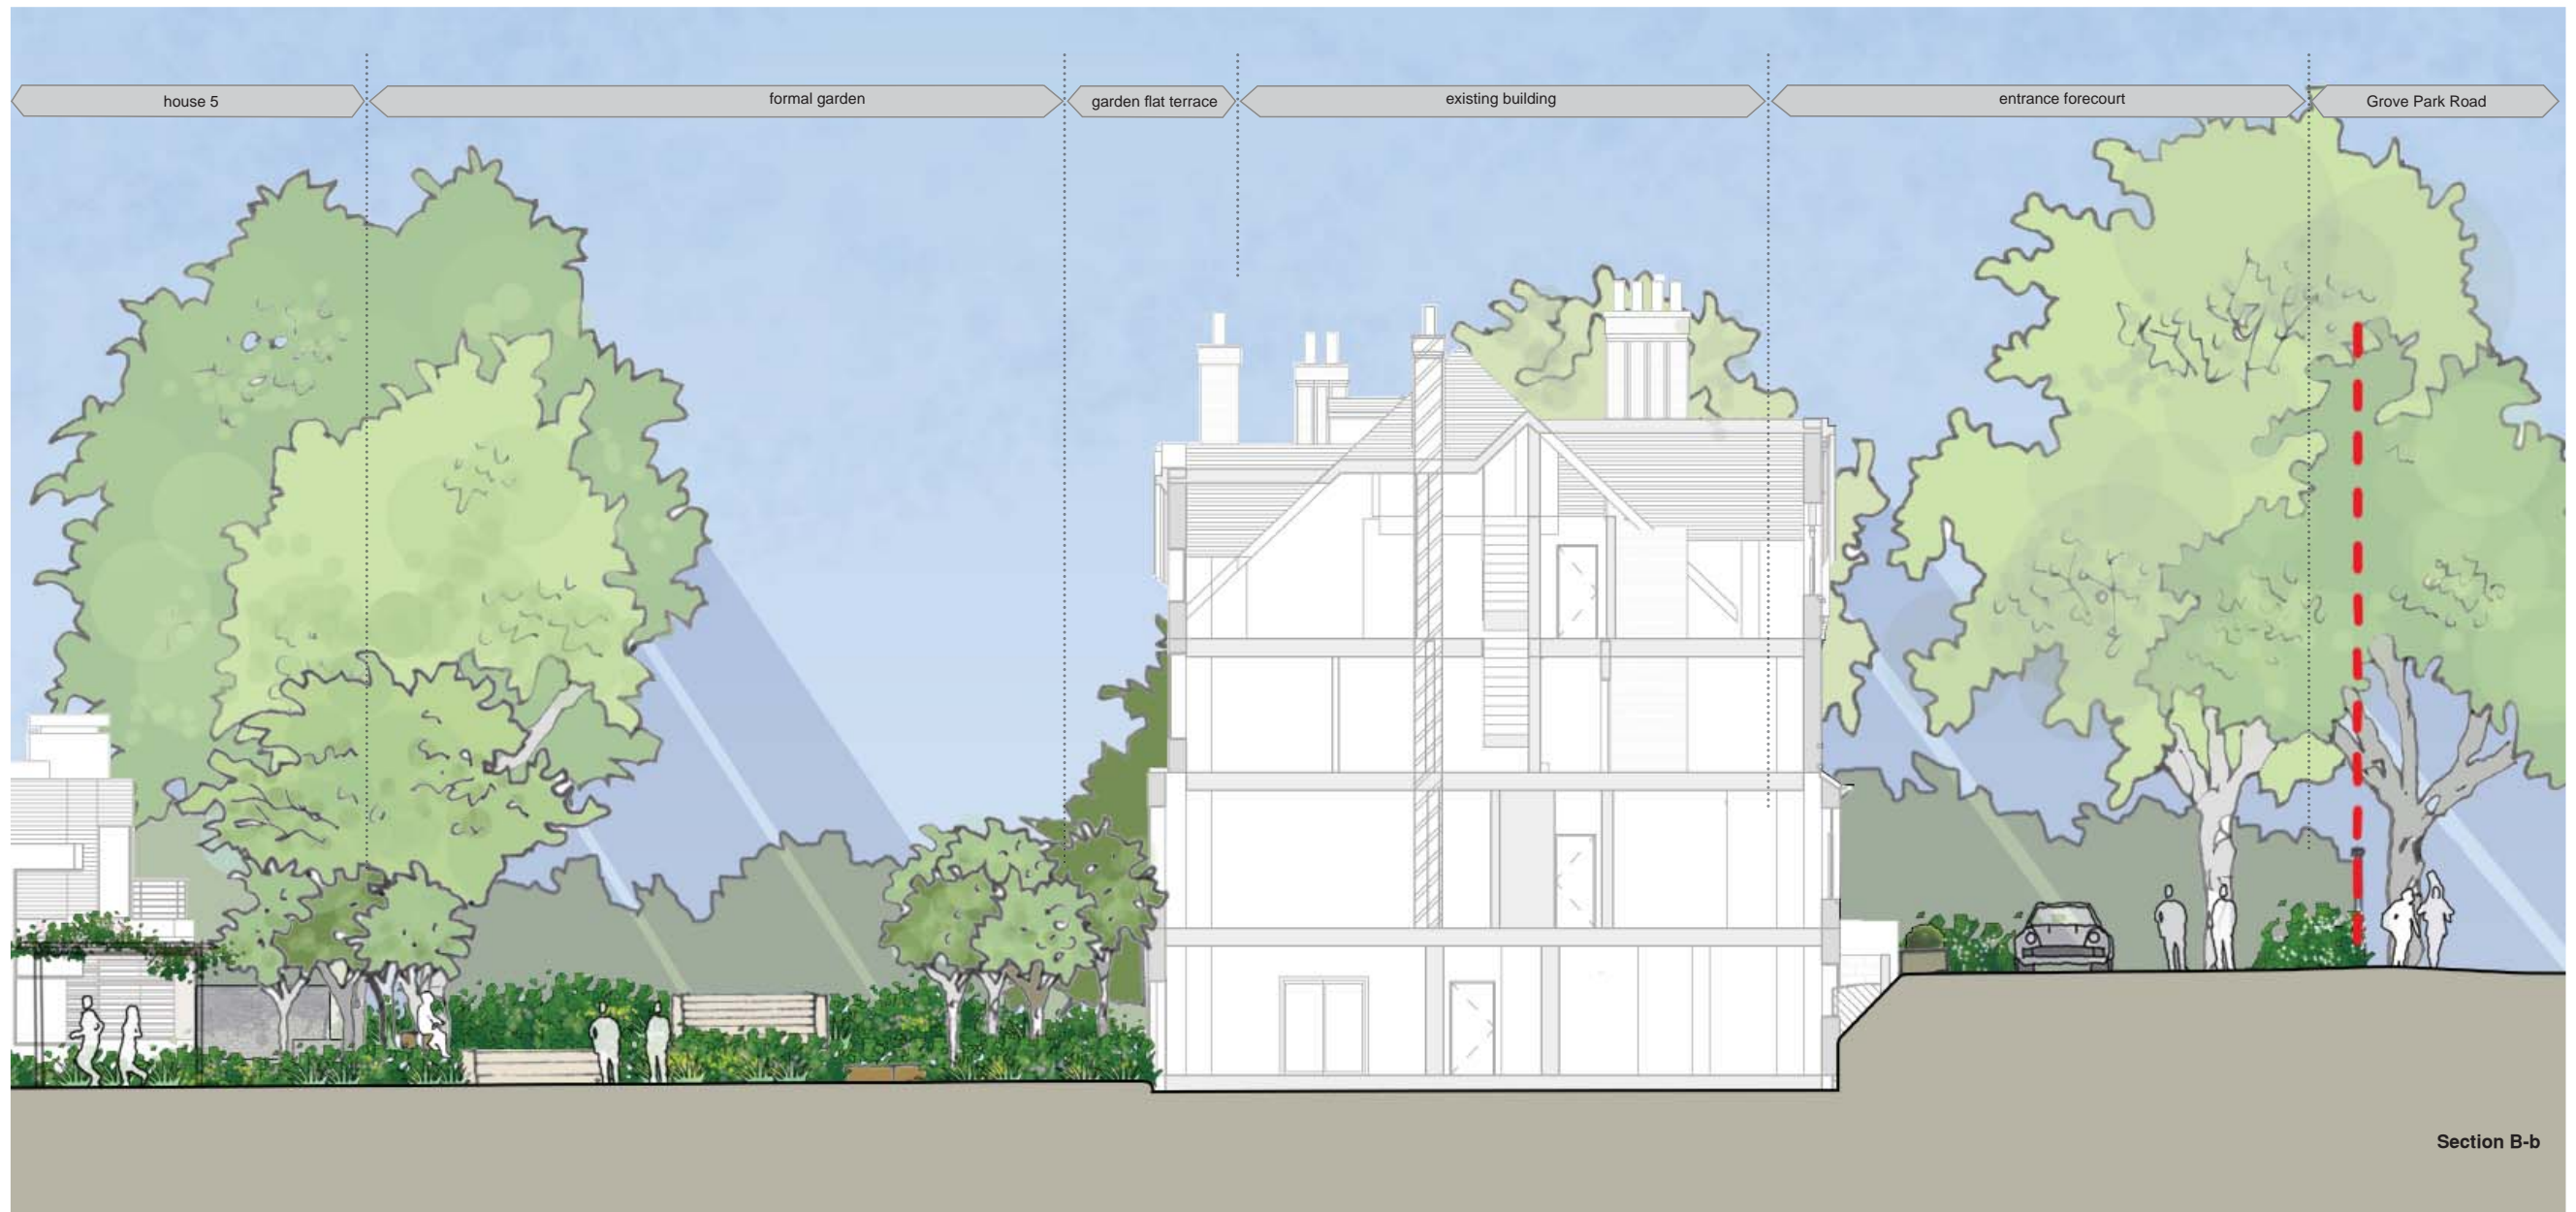 house 5
formal garden
garden flat terrace
existing building
entrance forecourt
Grove Park Road
Section B-b